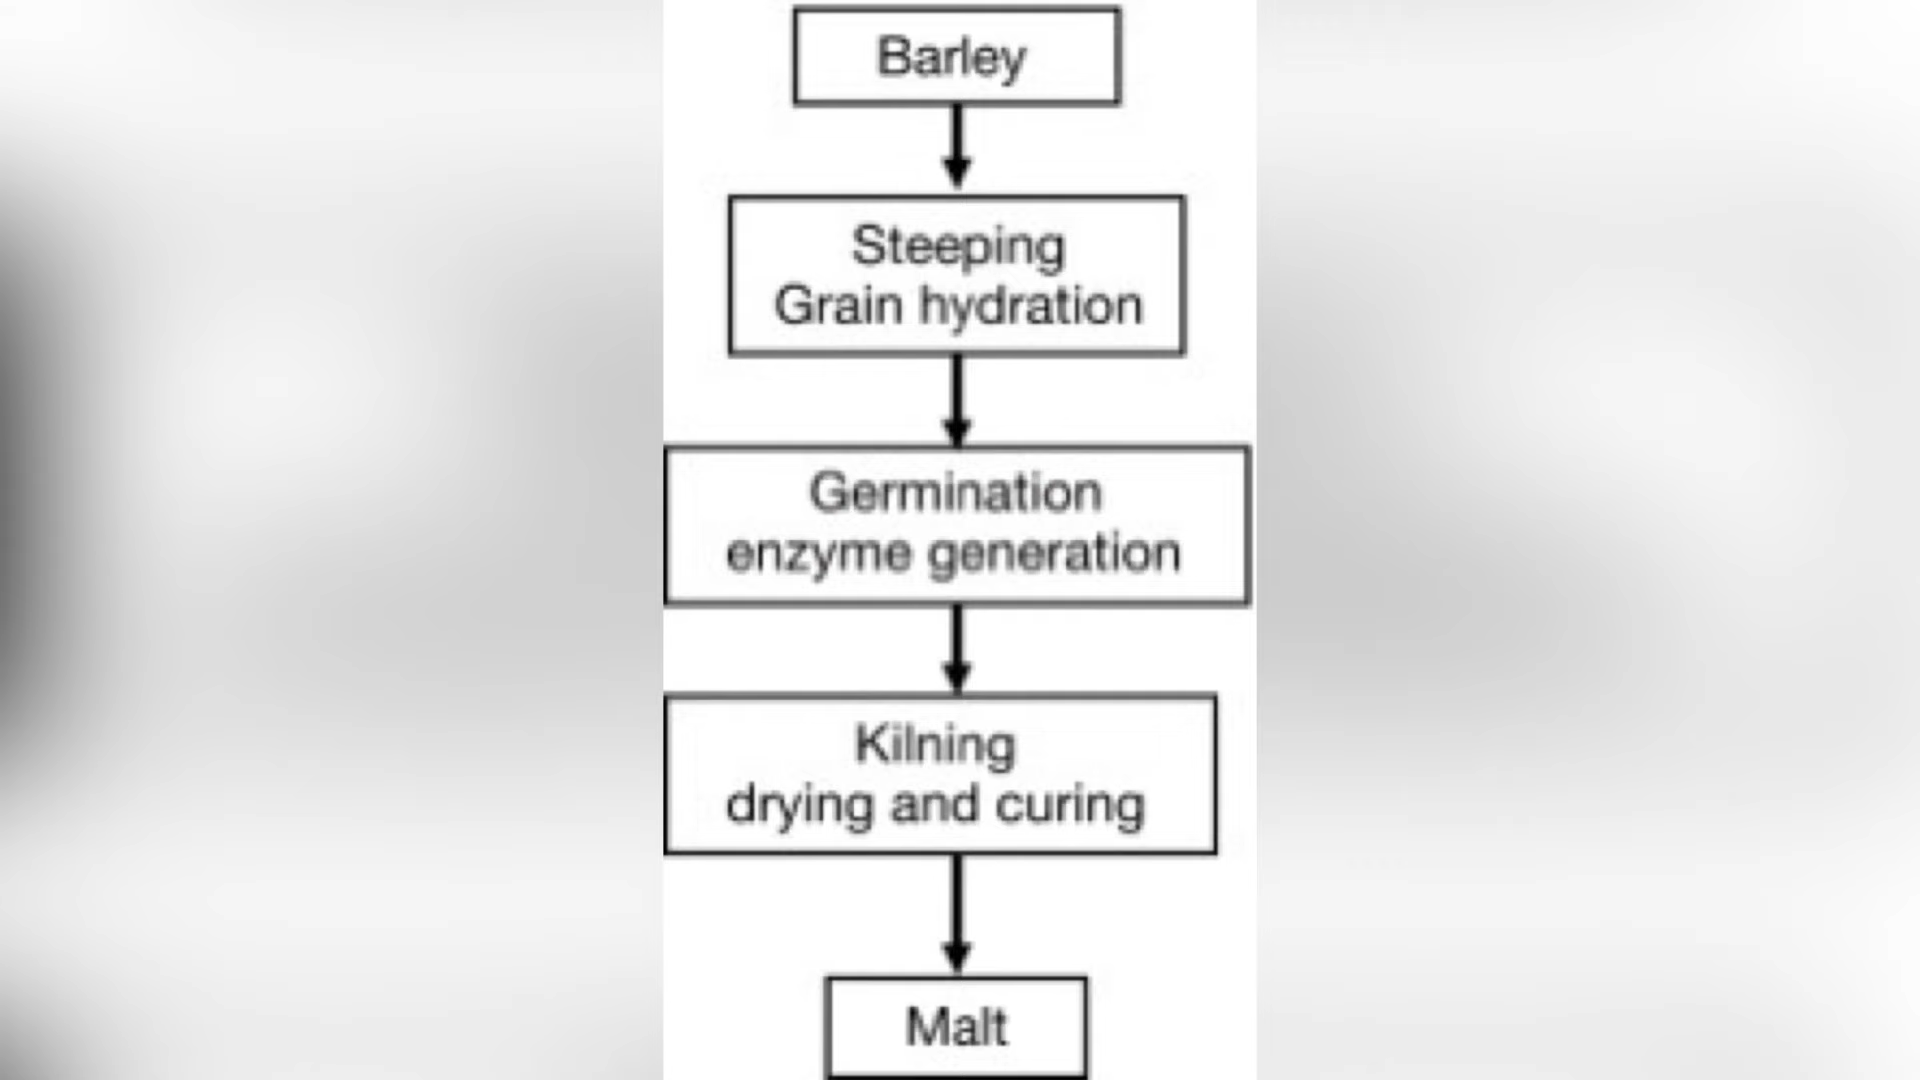 Barley
Steeping
Grain hydration
Germination
enzyme generation
Kilning
drying and curing
Malt